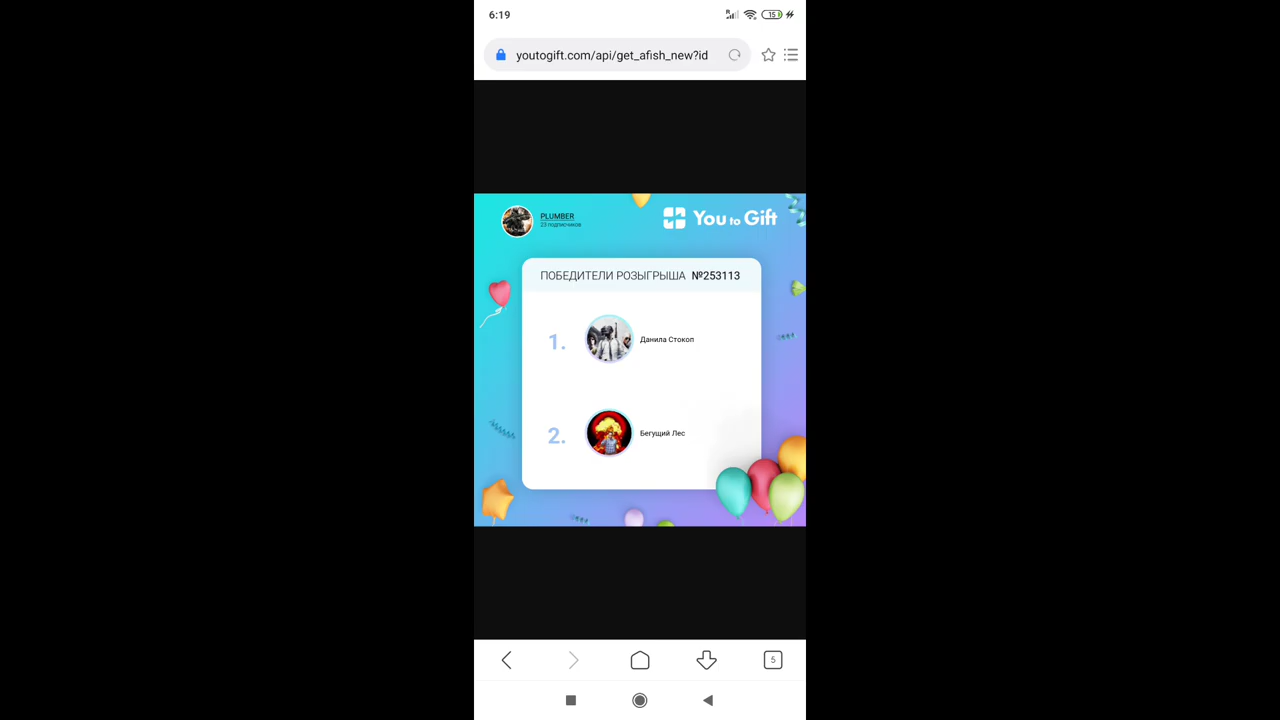 6:19
R
15
youtogift.com/api/get_afish_new?id
PLUMBER
23 подписчиков
You to Gift
ПОБЕДИТЕЛИ РОЗЫГРЫША №253113
1.
Данила Стокоп
2.
Бегущий Лес
5